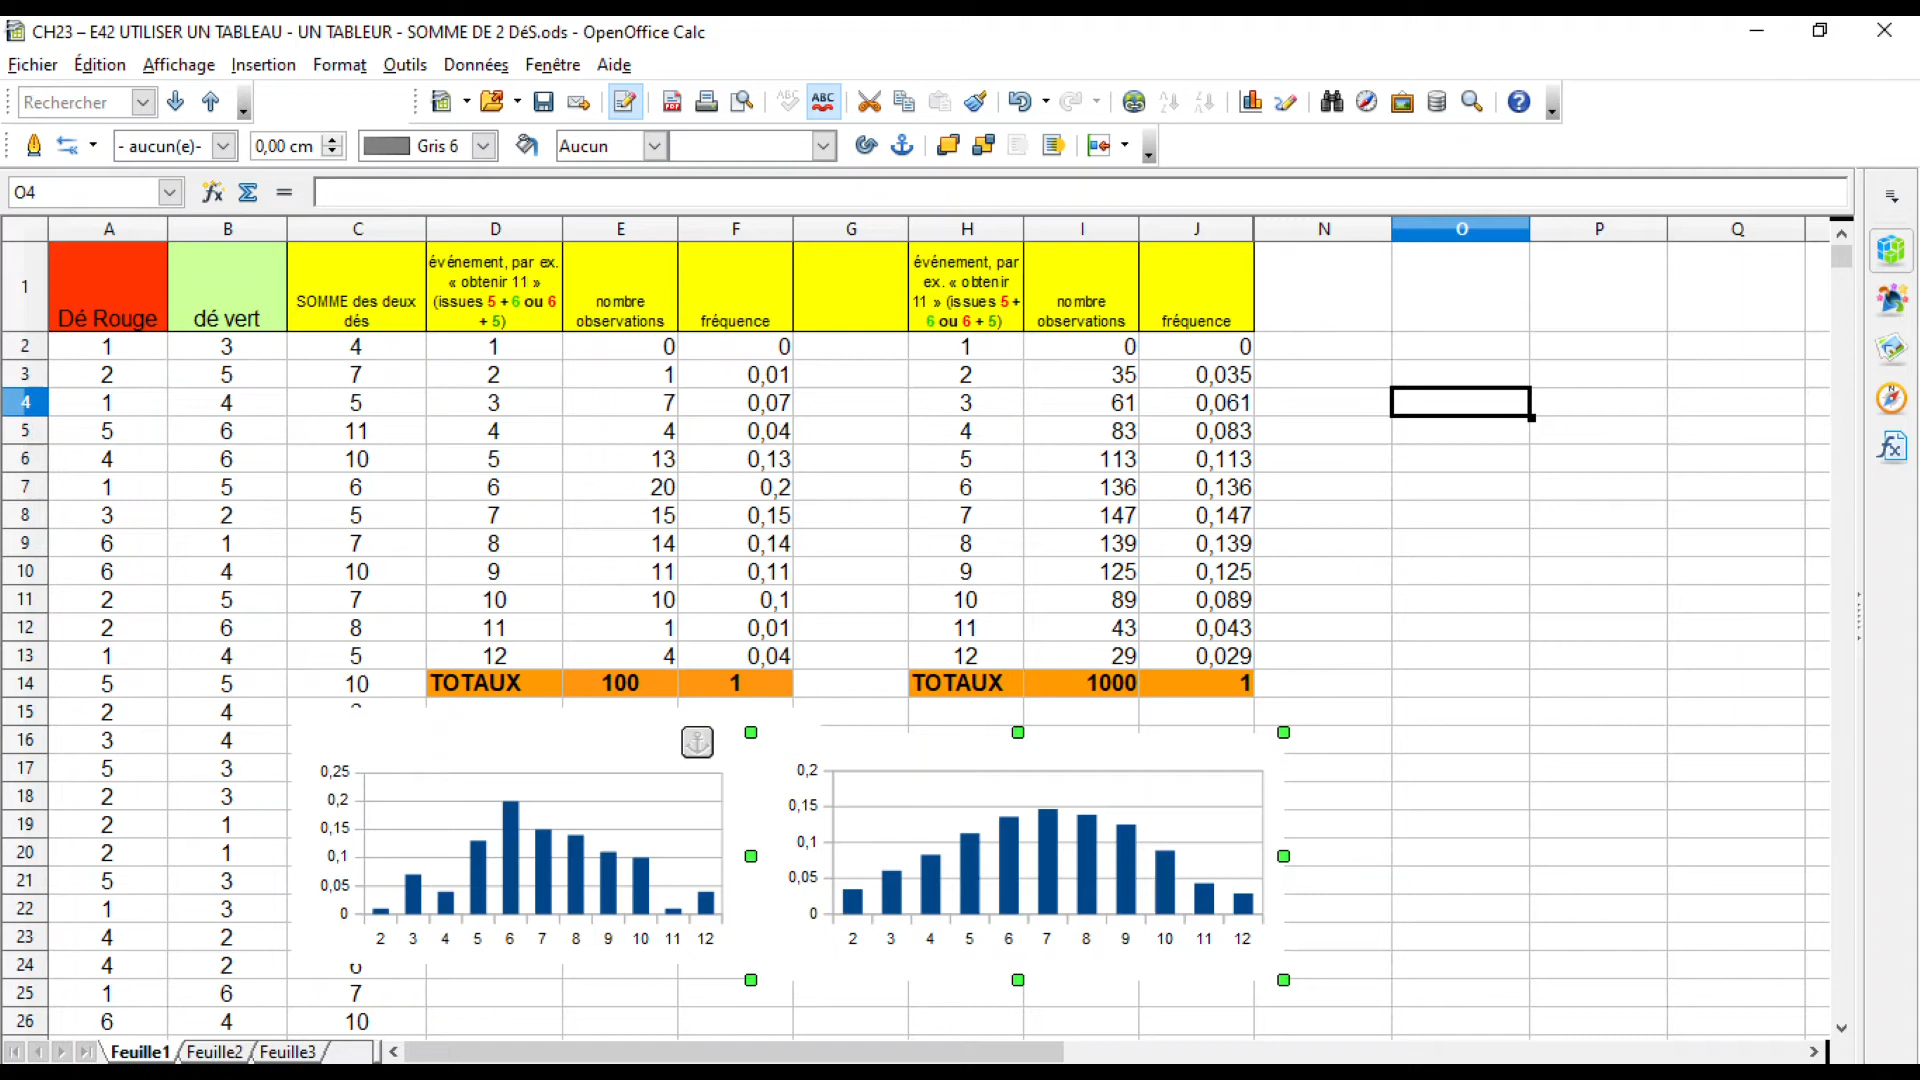 CH23 – E42 UTILISER UN TABLEAU - UN TABLEUR - SOMME DE 2 DéS.ods - OpenOffice Calc
Fichier Édition Affichage Insertion Format Outils Données Fenêtre Aide
Rechercher
ABC ABC
- aucun(e)- 0,00 cm Gris 6 Aucun
O4
A B C D E F G H I J N O P Q
1 Dé Rouge dé vert
SOMME des deux
dés
événement, par ex.
« obtenir 11 »
(issues 5 + 6 ou 6
+ 5)
nombre
observations
fréquence
événement, par
ex. « obtenir
11 » (issues 5 +
6 ou 6 + 5)
nombre
observations
fréquence
2 1 3 4 1 0 0 1 0 0
3 2 5 7 2 1 0,01 2 35 0,035
4 1 4 5 3 7 0,07 3 61 0,061
5 5 6 11 4 4 0,04 4 83 0,083
6 4 6 10 5 13 0,13 5 113 0,113
7 1 5 6 6 20 0,2 6 136 0,136
8 3 2 5 7 15 0,15 7 147 0,147
9 6 1 7 8 14 0,14 8 139 0,139
10 6 4 10 9 11 0,11 9 125 0,125
11 2 5 7 10 10 0,1 10 89 0,089
12 2 6 8 11 1 0,01 11 43 0,043
13 1 4 5 12 4 0,04 12 29 0,029
14 5 5 10 TOTAUX 100 1 TOTAUX 1000 1
15 2 4
16 3 4
17 5 3
18 2 3
19 2 1
20 2 1
21 5 3
22 1 3
23 4 2
24 4 2
25 1 6 7
26 6 4 10
0,25
0,2
0,15
0,1
0,05
0
2 3 4 5 6 7 8 9 10 11 12
0,2
0,15
0,1
0,05
0
2 3 4 5 6 7 8 9 10 11 12
Feuille1 Feuille2 Feuille3